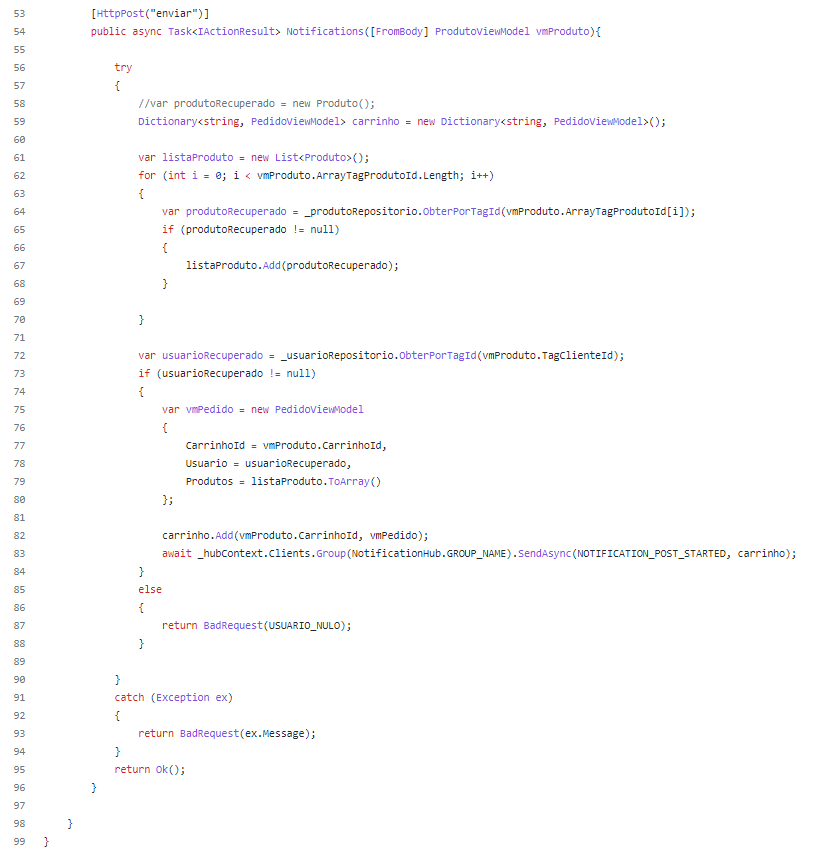 53 [HttpPost("enviar")]
54 public async Task<IActionResult> Notifications([FromBody] ProdutoViewModel vmProduto){
55
56 try
57 {
58 //var produtoRecuperado = new Produto();
59 Dictionary<string, PedidoViewModel> carrinho = new Dictionary<string, PedidoViewModel>();
60
61 var listaProduto = new List<Produto>();
62 for (int i = 0; i < vmProduto.ArrayTagProdutoId.Length; i++)
63 {
64 var produtoRecuperado = _produtoRepositorio.ObterPorTagId(vmProduto.ArrayTagProdutoId[i]);
65 if (produtoRecuperado != null)
66 {
67 listaProduto.Add(produtoRecuperado);
68 }
69
70 }
71
72 var usuarioRecuperado = _usuarioRepositorio.ObterPorTagId(vmProduto.TagClienteId);
73 if (usuarioRecuperado != null)
74 {
75 var vmPedido = new PedidoViewModel
76 {
77 CarrinhoId = vmProduto.CarrinhoId,
78 Usuario = usuarioRecuperado,
79 Produtos = listaProduto.ToArray()
80 };
81
82 carrinho.Add(vmProduto.CarrinhoId, vmPedido);
83 await _hubContext.Clients.Group(NotificationHub.GROUP_NAME).SendAsync(NOTIFICATION_POST_STARTED, carrinho);
84 }
85 else
86 {
87 return BadRequest(USUARIO_NULO);
88 }
89
90 }
91 catch (Exception ex)
92 {
93 return BadRequest(ex.Message);
94 }
95 return Ok();
96 }
97
98 }
99 }